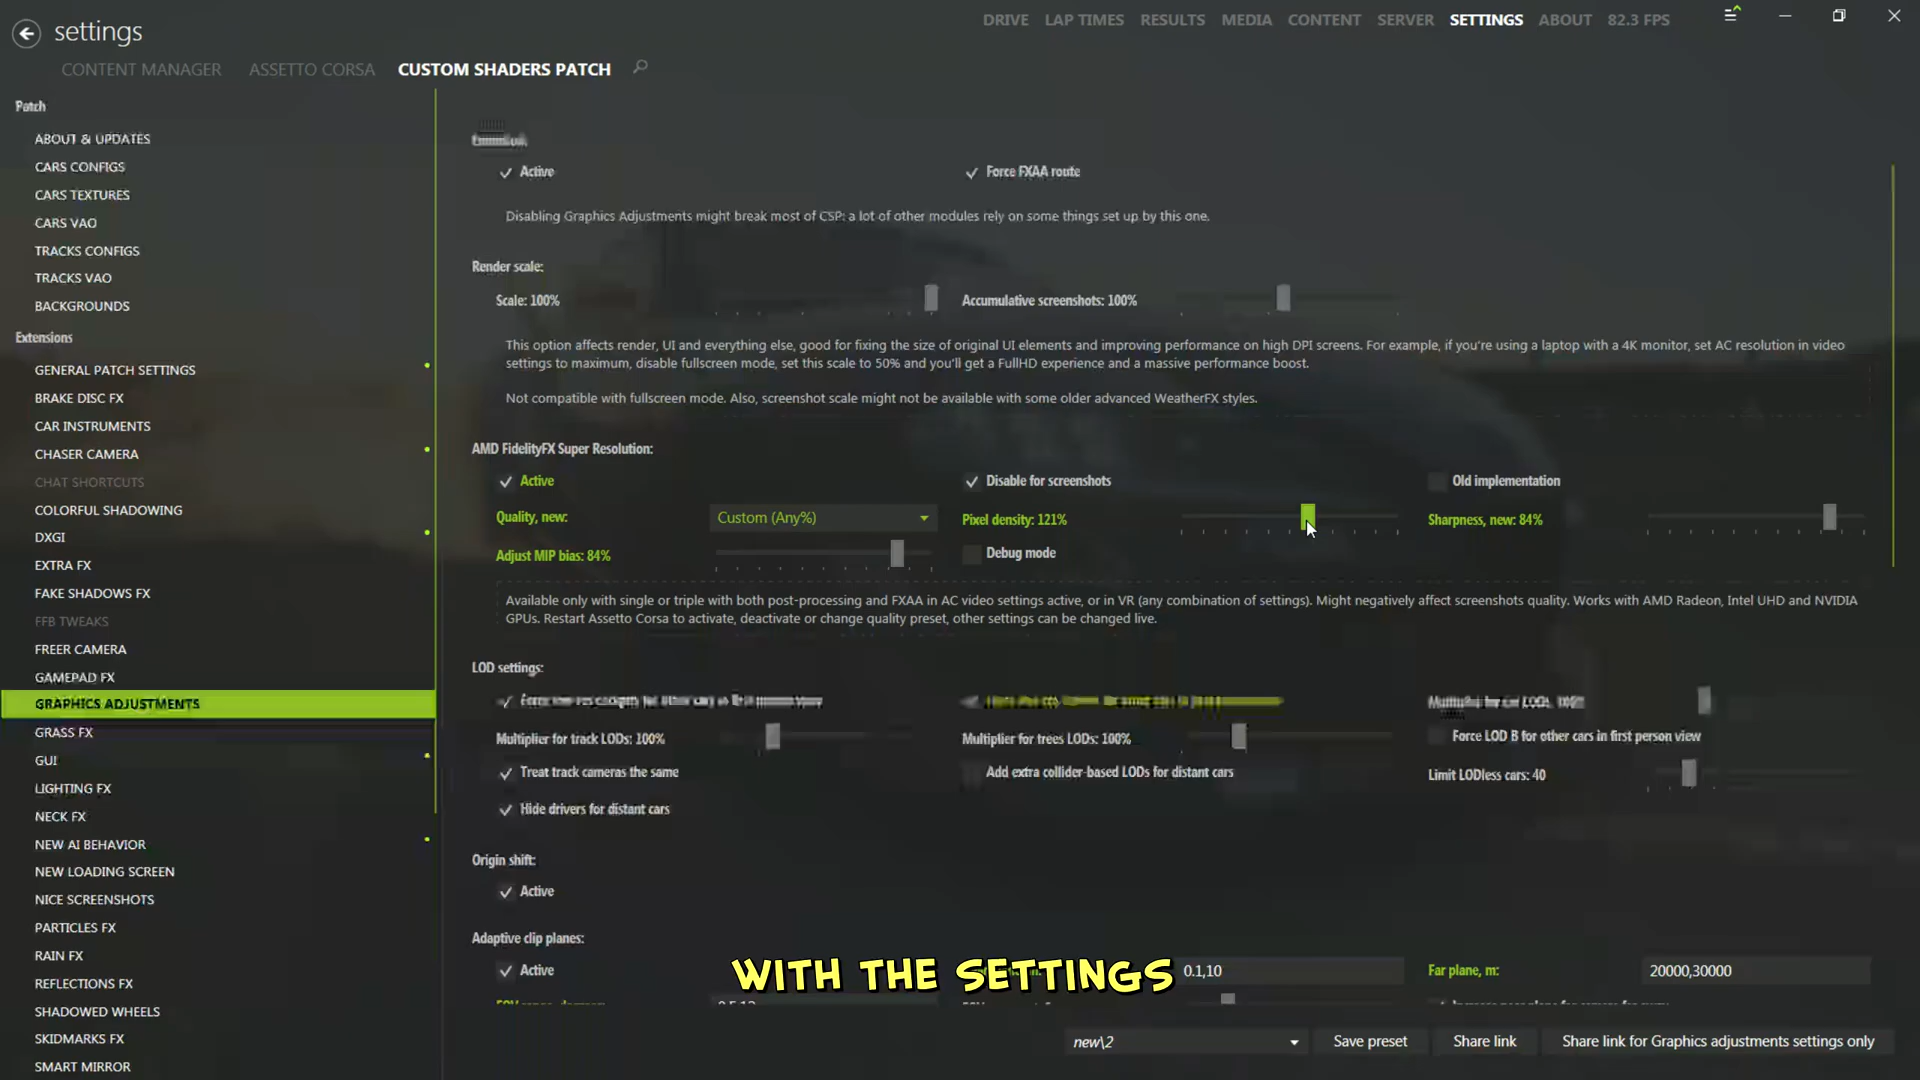 settings
DRIVE LAP TIMES RESULTS MEDIA CONTENT SERVER SETTINGS ABOUT 82.3 FPS
CONTENT MANAGER ASSETTO CORSA CUSTOM SHADERS PATCH
Patch
ABOUT & UPDATES
CARS CONFIGS
CARS TEXTURES
CARS VAO
TRACKS CONFIGS
TRACKS VAO
BACKGROUNDS
Extensions
GENERAL PATCH SETTINGS
BRAKE DISC FX
CAR INSTRUMENTS
CHASER CAMERA
CHAT SHORTCUTS
COLORFUL SHADOWING
DXGI
EXTRA FX
FAKE SHADOWS FX
FFB TWEAKS
FREER CAMERA
GAMEPAD FX
GRAPHICS ADJUSTMENTS
GRASS FX
GUI
LIGHTING FX
NECK FX
NEW AI BEHAVIOR
NEW LOADING SCREEN
NICE SCREENSHOTS
PARTICLES FX
RAIN FX
REFLECTIONS FX
SHADOWED WHEELS
SKIDMARKS FX
SMART MIRROR
Active Force FXAA route
Disabling Graphics Adjustments might break most of CSP: a lot of other modules rely on some things set up by this one.
Render scale:
Scale: 100% Accumulative screenshots: 100%
This option affects render, UI and everything else, good for fixing the size of original UI elements and improving performance on high DPI screens. For example, if you're using a laptop with a 4K monitor, set AC resolution in video
settings to maximum, disable fullscreen mode, set this scale to 50% and you'll get a FullHD experience and a massive performance boost.
Not compatible with fullscreen mode. Also, screenshot scale might not be available with some older advanced WeatherFX styles.
AMD FidelityFX Super Resolution:
Active Disable for screenshots Old implementation
Quality, new: Custom (Any%) Pixel density: 121% Sharpness, new: 84%
Adjust MIP bias: 84% Debug mode
Available only with single or triple with both post-processing and FXAA in AC video settings active, or in VR (any combination of settings). Might negatively affect screenshots quality. Works with AMD Radeon, Intel UHD and NVIDIA
GPUs. Restart Assetto Corsa to activate, deactivate or change quality preset, other settings can be changed live.
LOD settings:
Multiplier for track LODs: 100% Multiplier for trees LODs: 100% Force LOD B for other cars in first person view
Treat track cameras the same Add extra collider-based LODs for distant cars Limit LODless cars: 40
Hide drivers for distant cars
Origin shift:
Active
Adaptive clip planes:
Active 0.1,10 Far plane, m: 20000,30000
WITH THE SETTINGS
new\2 Save preset Share link Share link for Graphics adjustments settings only